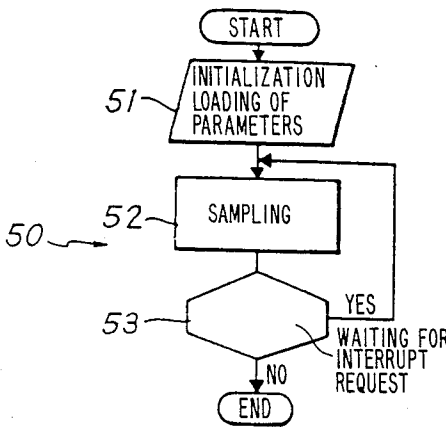 START
51
INITIALIZATION
LOADING OF
PARAMETERS
52
SAMPLING
50
53
YES
WAITING FOR
INTERRUPT
REQUEST
NO
END